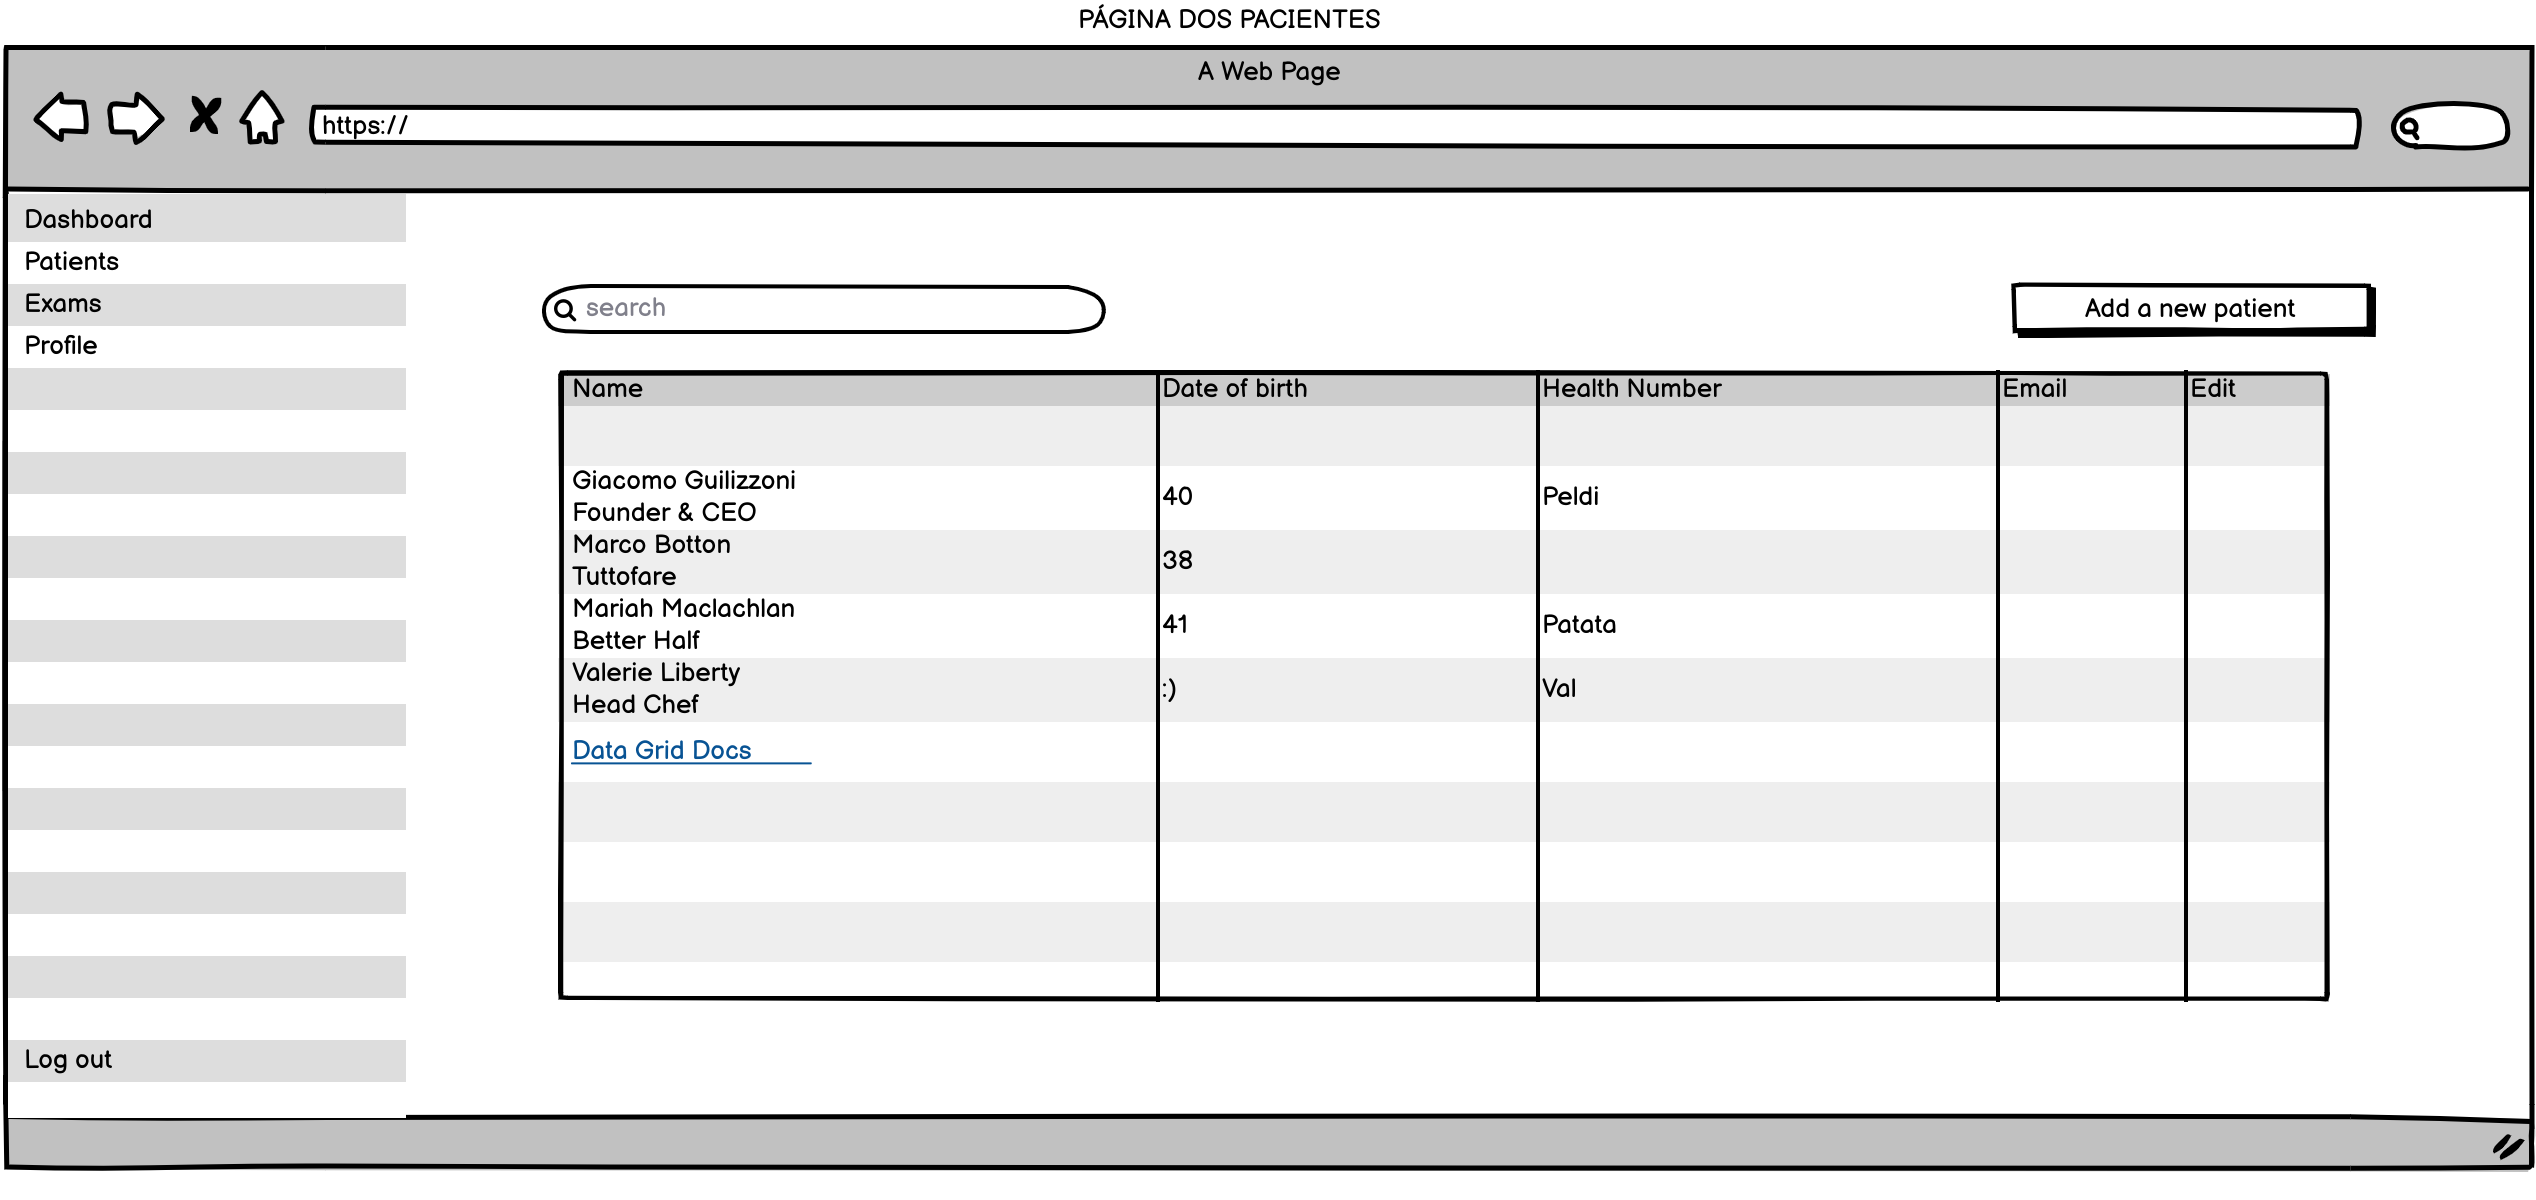 PÁGINA DOS PACIENTES
A Web Page
https://
Dashboard
Patients
Exams
Profile
Log out
search
Add a new patient
Name Date of birth Health Number Email Edit
Giacomo Guilizzoni
Founder & CEO
40 Peldi
Marco Botton
Tuttofare
38
Mariah Maclachlan
Better Half
41 Patata
Valerie Liberty
Head Chef
:) Val
Data Grid Docs